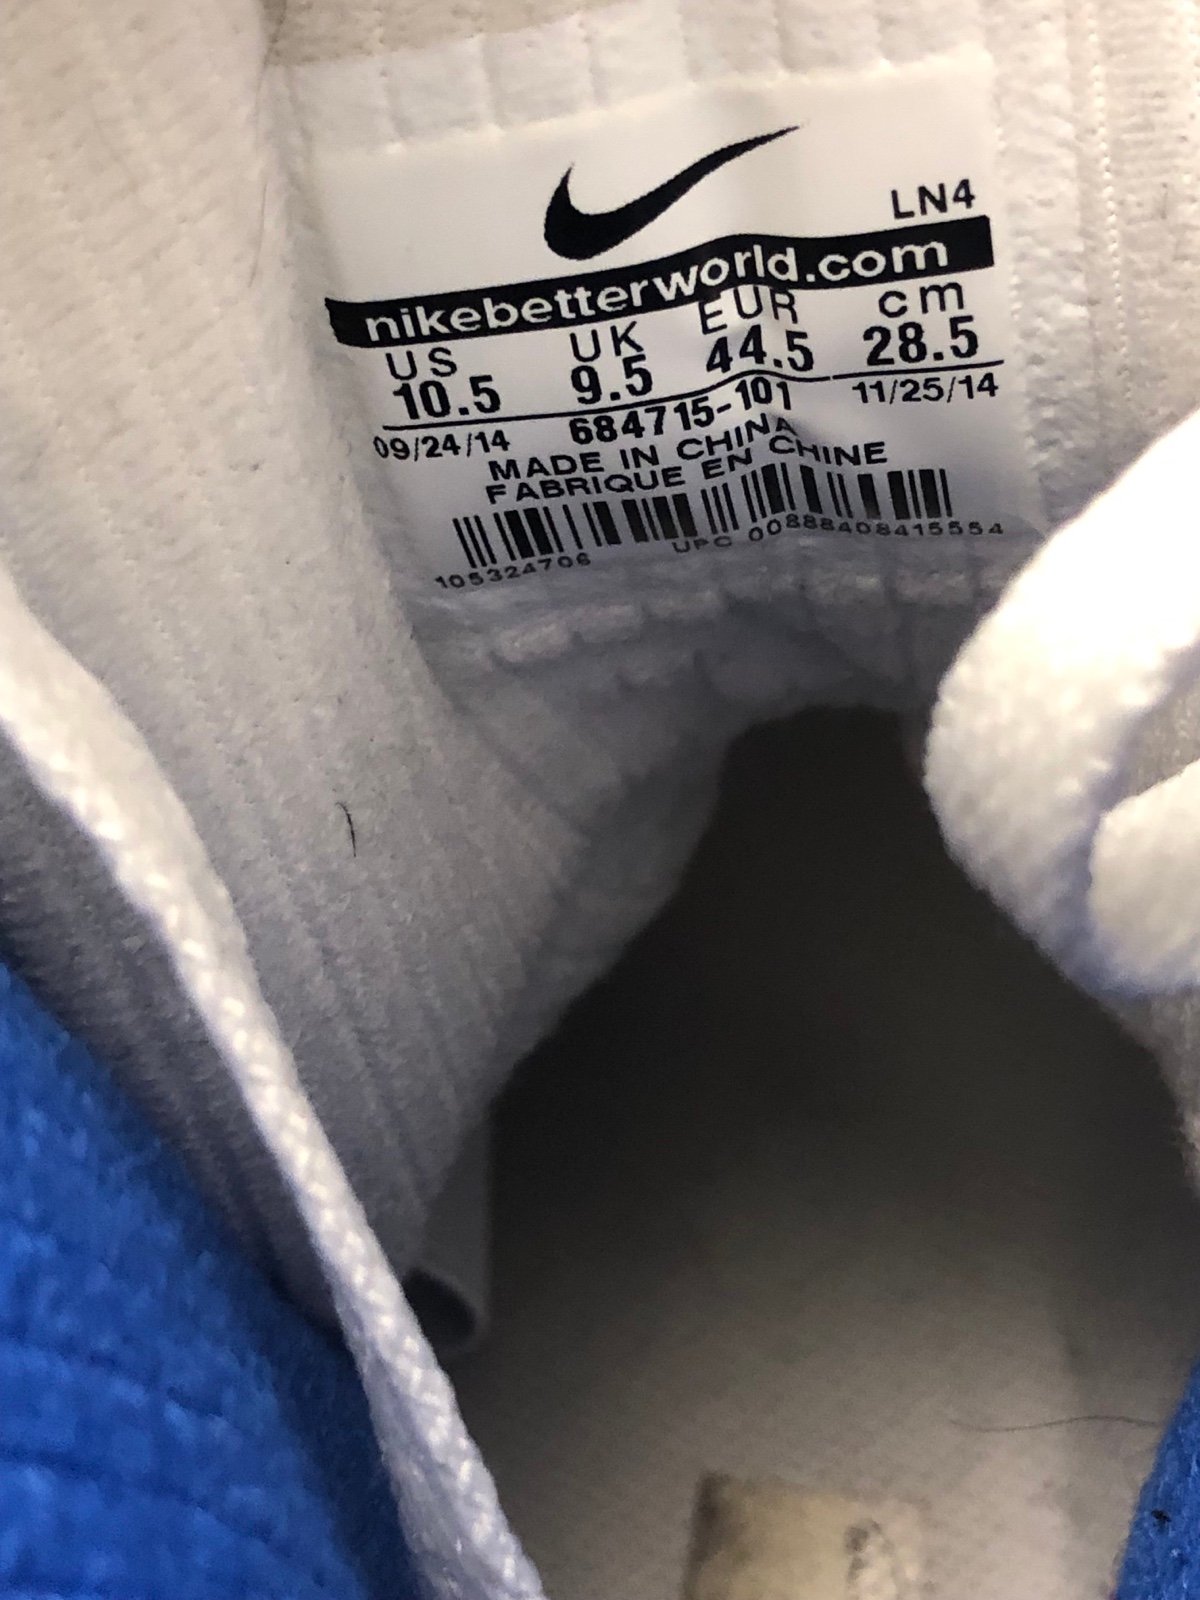 LN4
nikebetterworld.com
US UK EUR cm
10.5 9.5 44.5 28.5
09/24/14 684715-101 11/25/14
MADE IN CHINA
FABRIQUE EN CHINE
105324706 UPC 00888408415554